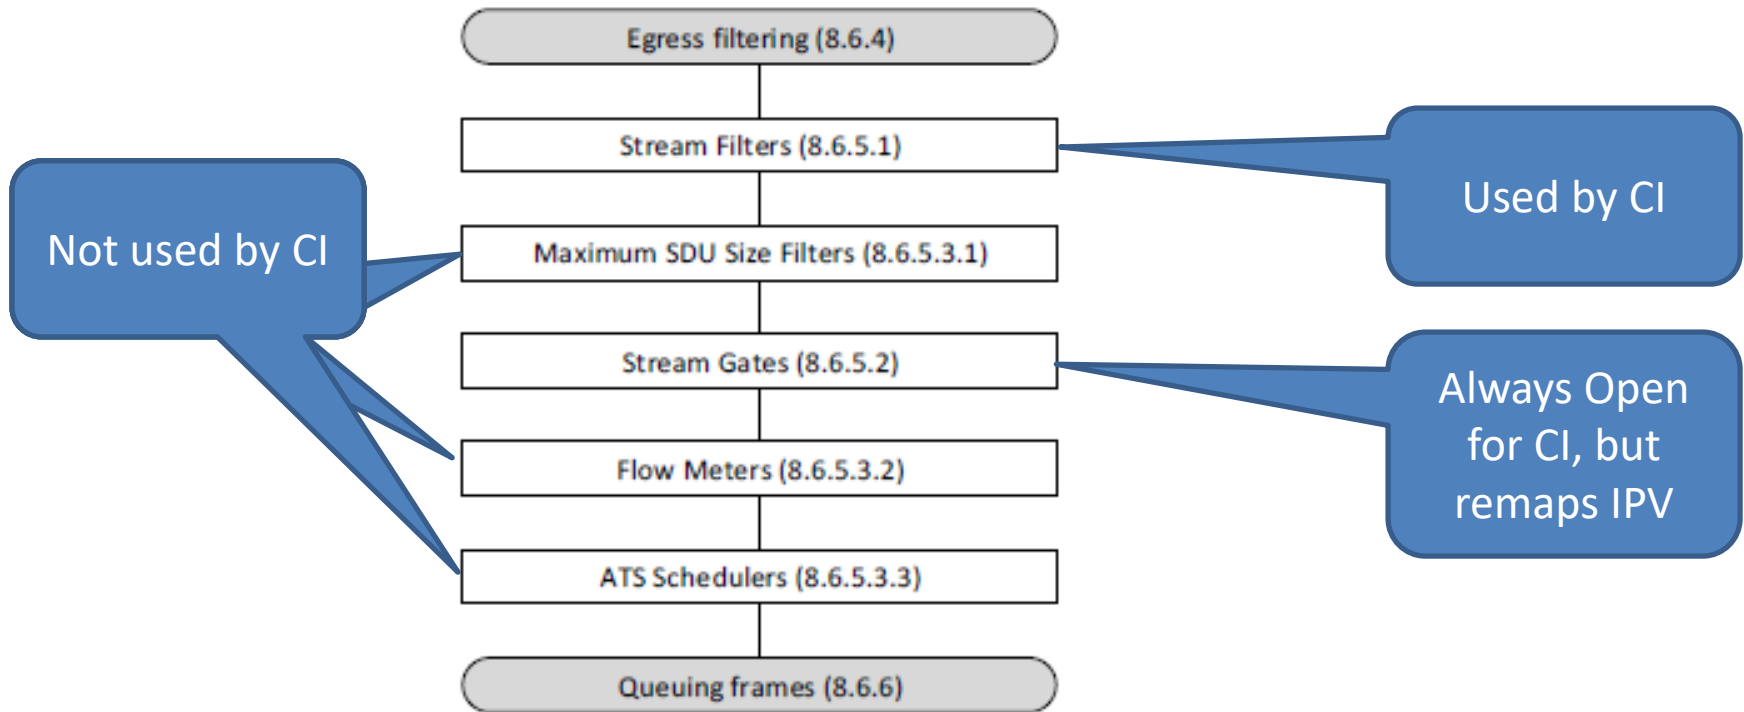 Egress filtering (8.6.4)
Stream Filters (8.6.5.1)
Used by CI
Not used by CI
Maximum SDU Size Filters (8.6.5.3.1)
Stream Gates (8.6.5.2)
Always Open
for CI, but
remaps IPV
Flow Meters (8.6.5.3.2)
ATS Schedulers (8.6.5.3.3)
Queuing frames (8.6.6)